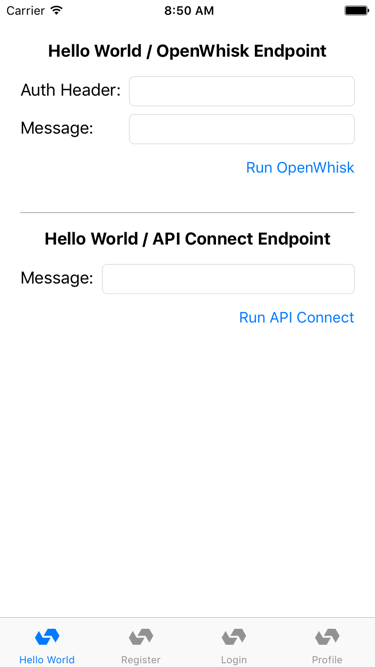 Carrier 8:50 AM
Hello World / OpenWhisk Endpoint
Auth Header:
Message:
Run OpenWhisk
Hello World / API Connect Endpoint
Message:
Run API Connect
Hello World Register Login Profile